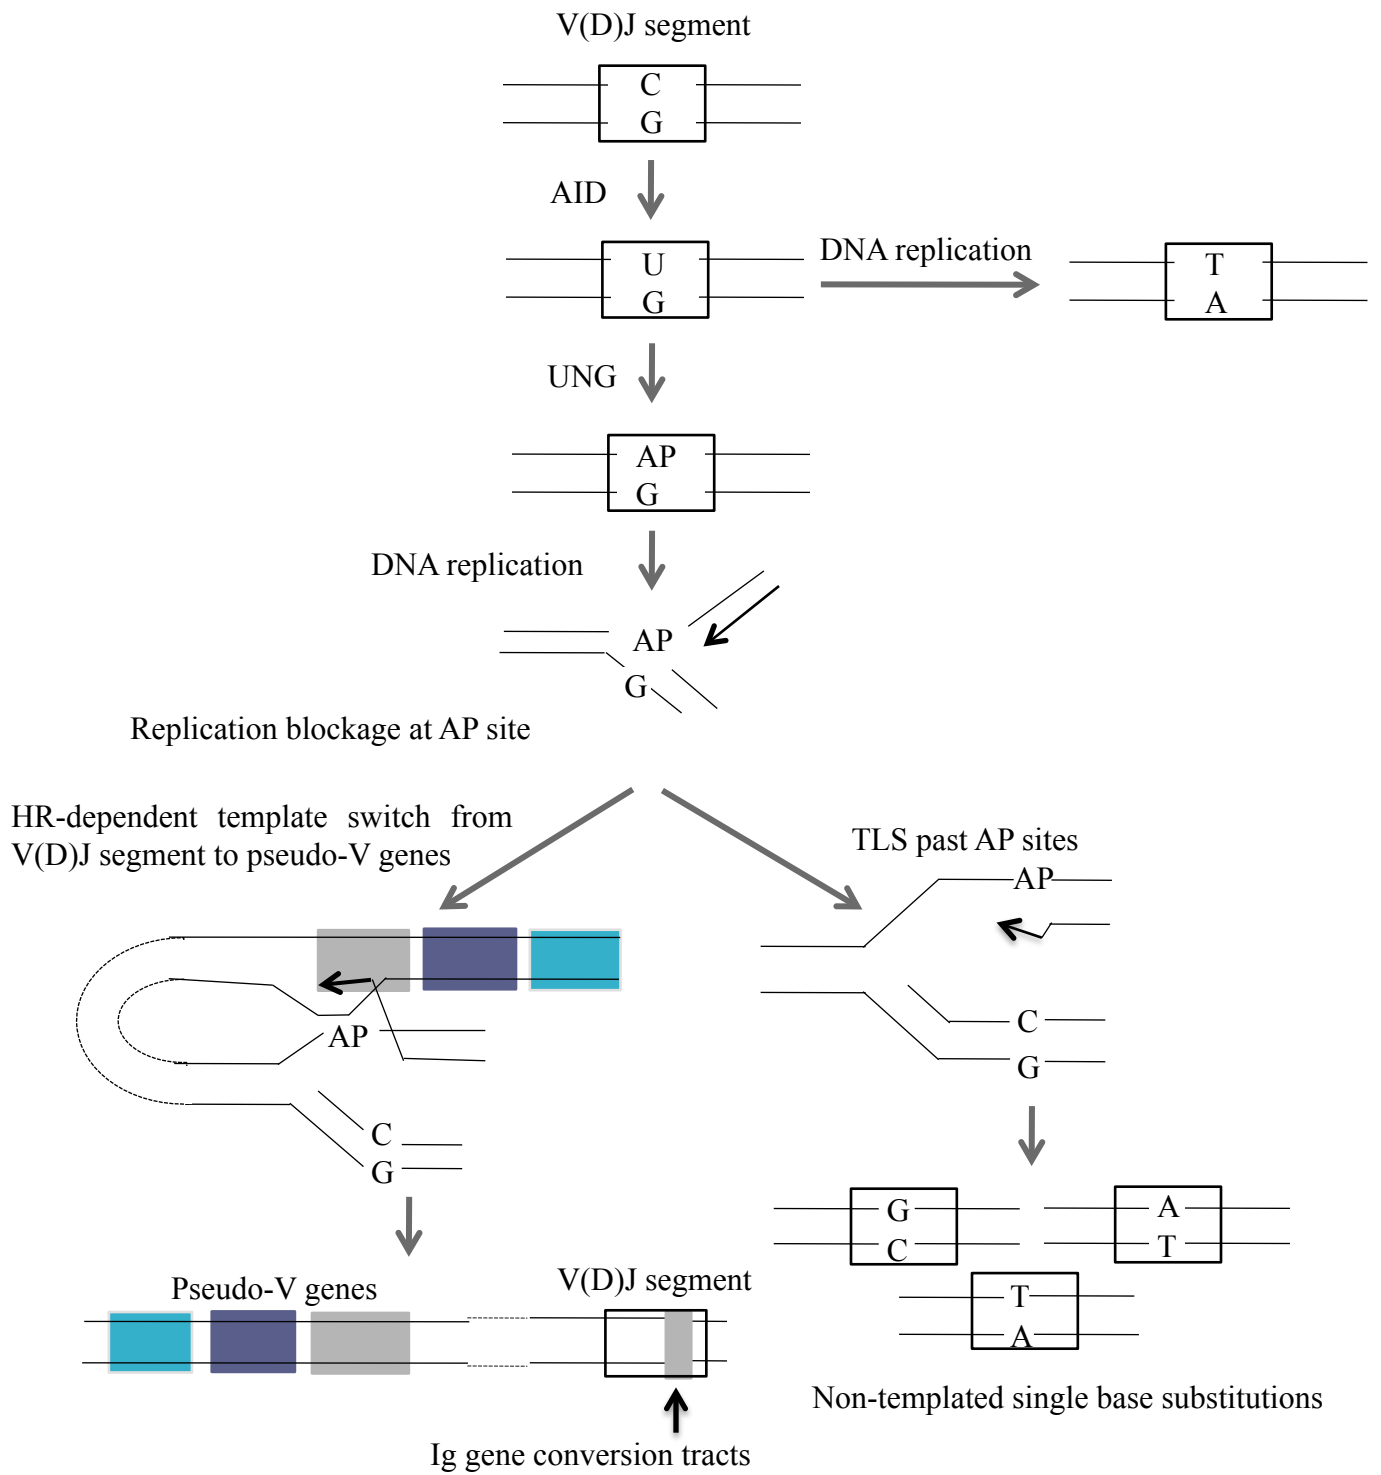 V(D)J segment
C
G
AID
U
G
DNA replication
T
A
UNG
AP
G
DNA replication
AP
G
Replication blockage at AP site
HR-dependent template switch from
V(D)J segment to pseudo-V genes
TLS past AP sites
AP
AP
C
G
C
G
G
C
A
T
T
A
Pseudo-V genes
V(D)J segment
Non-templated single base substitutions
Ig gene conversion tracts